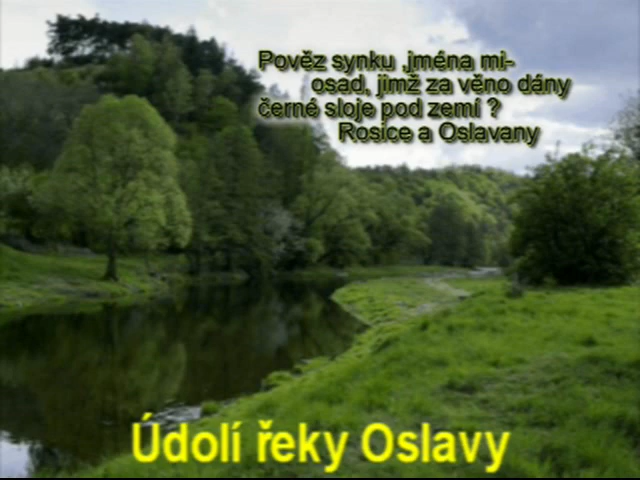 Pověz synku ,jména mi-
osad, jimž za věno dány
černé sloje pod zemí ?
Rosice a Oslavany
Údolí řeky Oslavy